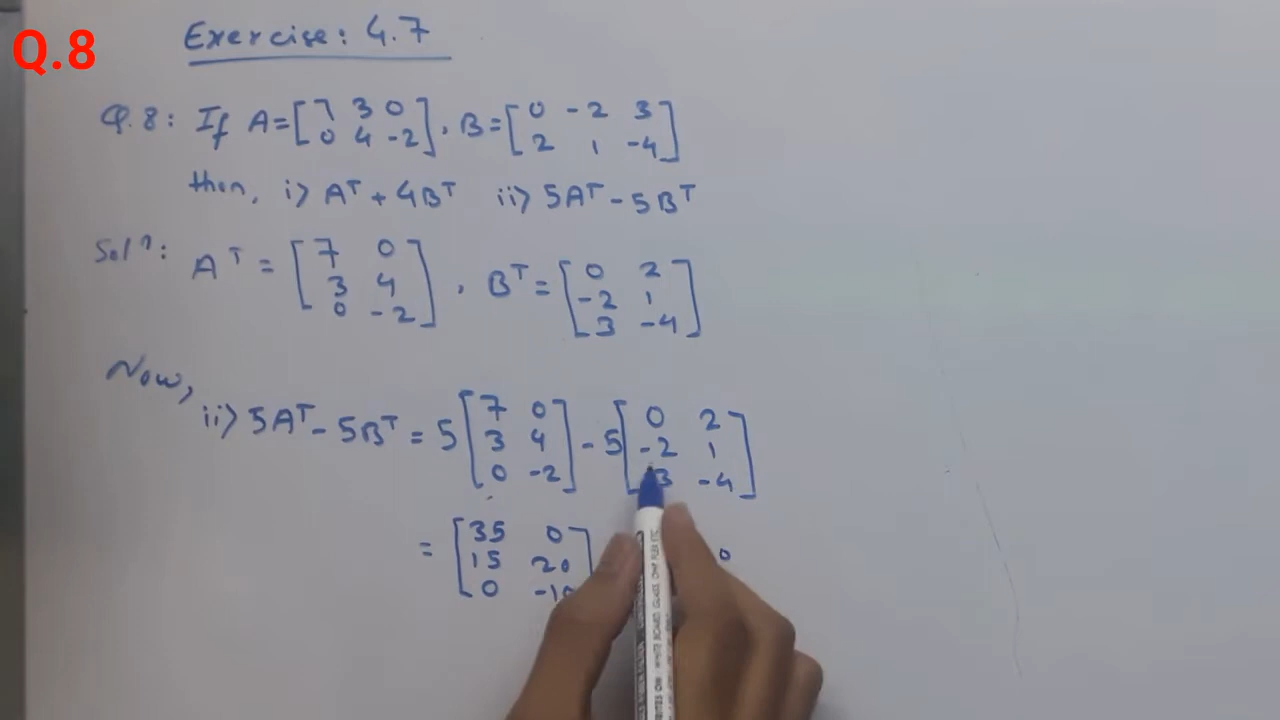 Q.8
Exercise: 4.7
Q.8: If A=[7 3 0], B=[0 -2 3]
[0 4 -2] [2 1 -4]
then, i> Aᵀ + 4Bᵀ ii> 5Aᵀ - 5Bᵀ
Solⁿ: Aᵀ = [7 0], Bᵀ = [0 2]
[3 4] [-2 1]
[0 -2] [3 -4]
Now,
ii> 5Aᵀ - 5Bᵀ = 5[7 0] - 5[0 2]
[3 4] [-2 1]
[0 -2] [3 -4]
= [35 0] 0
[15 20]
[0 -10]